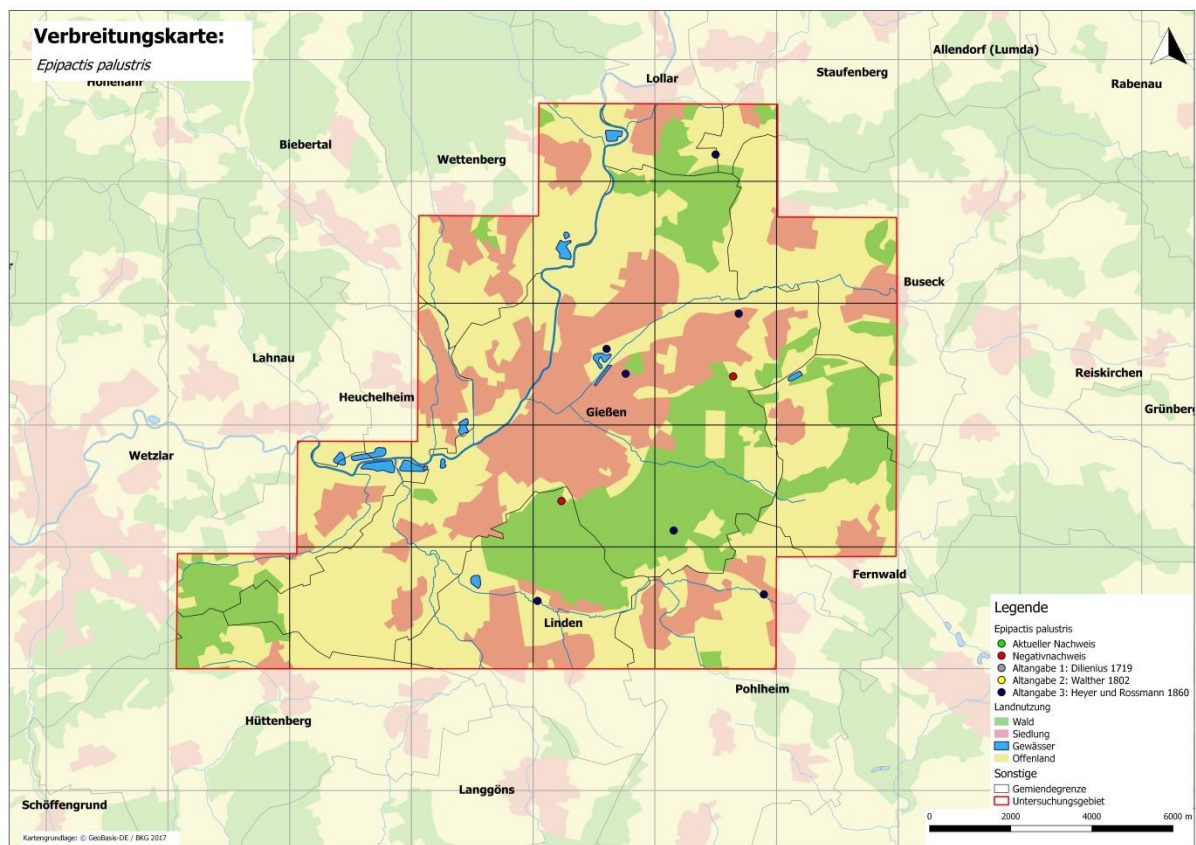 Verbreitungskarte:
Epipactis palustris
Hohenahr
Allendorf (Lumda)
Lollar
Staufenberg
Rabenau
Biebertal
Wettenberg
Buseck
Lahnau
Reiskirchen
Heuchelheim
Grünberg
Gießen
Wetzlar
Fernwald
Linden
Pohlheim
Hüttenberg
Langgöns
Schöffengrund
Legende
Epipactis palustris
Aktueller Nachweis
Negativnachweis
Altangabe 1: Dilienius 1719
Altangabe 2: Walther 1802
Altangabe 3: Heyer und Rossmann 1860
Landnutzung
Wald
Siedlung
Gewässer
Offenland
Sonstige
Gemiendegrenze
Untersuchungsgebiet
0 2000 4000 6000 m
Kartengrundlage: © GeoBasis-DE / BKG 2017